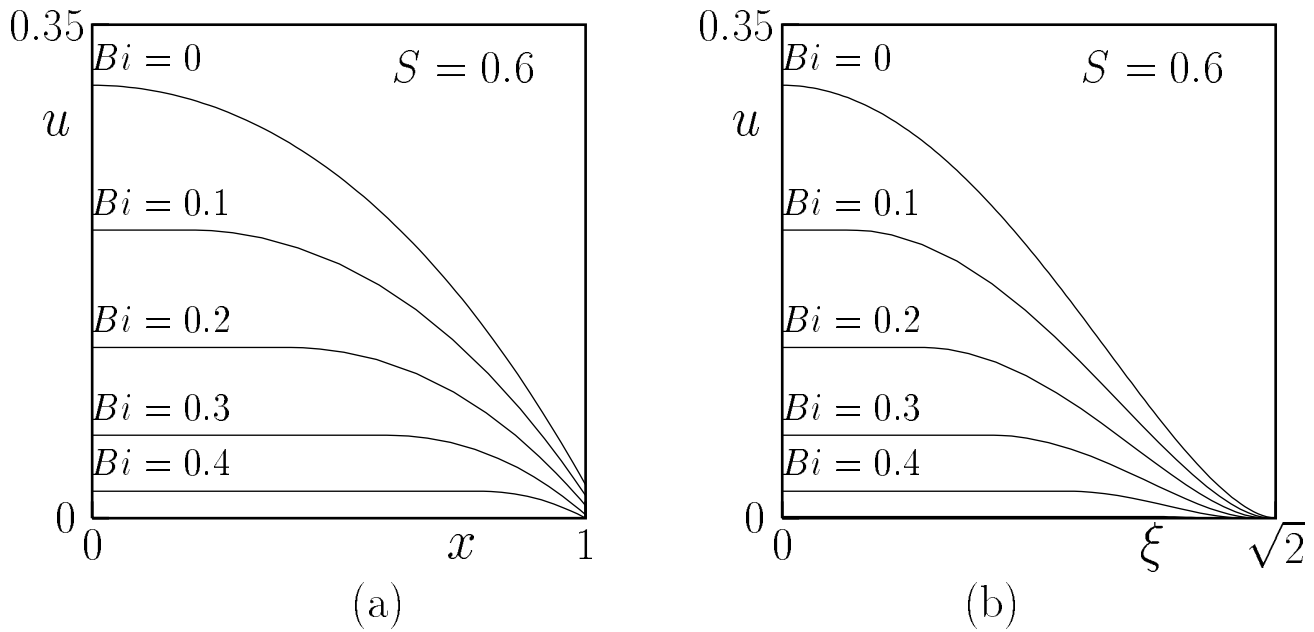 0.35
Bi = 0
S = 0.6
u
Bi = 0.1
Bi = 0.2
Bi = 0.3
Bi = 0.4
0
0
x
1
(a)
0.35
Bi = 0
S = 0.6
u
Bi = 0.1
Bi = 0.2
Bi = 0.3
Bi = 0.4
0
0
ξ
√2
(b)